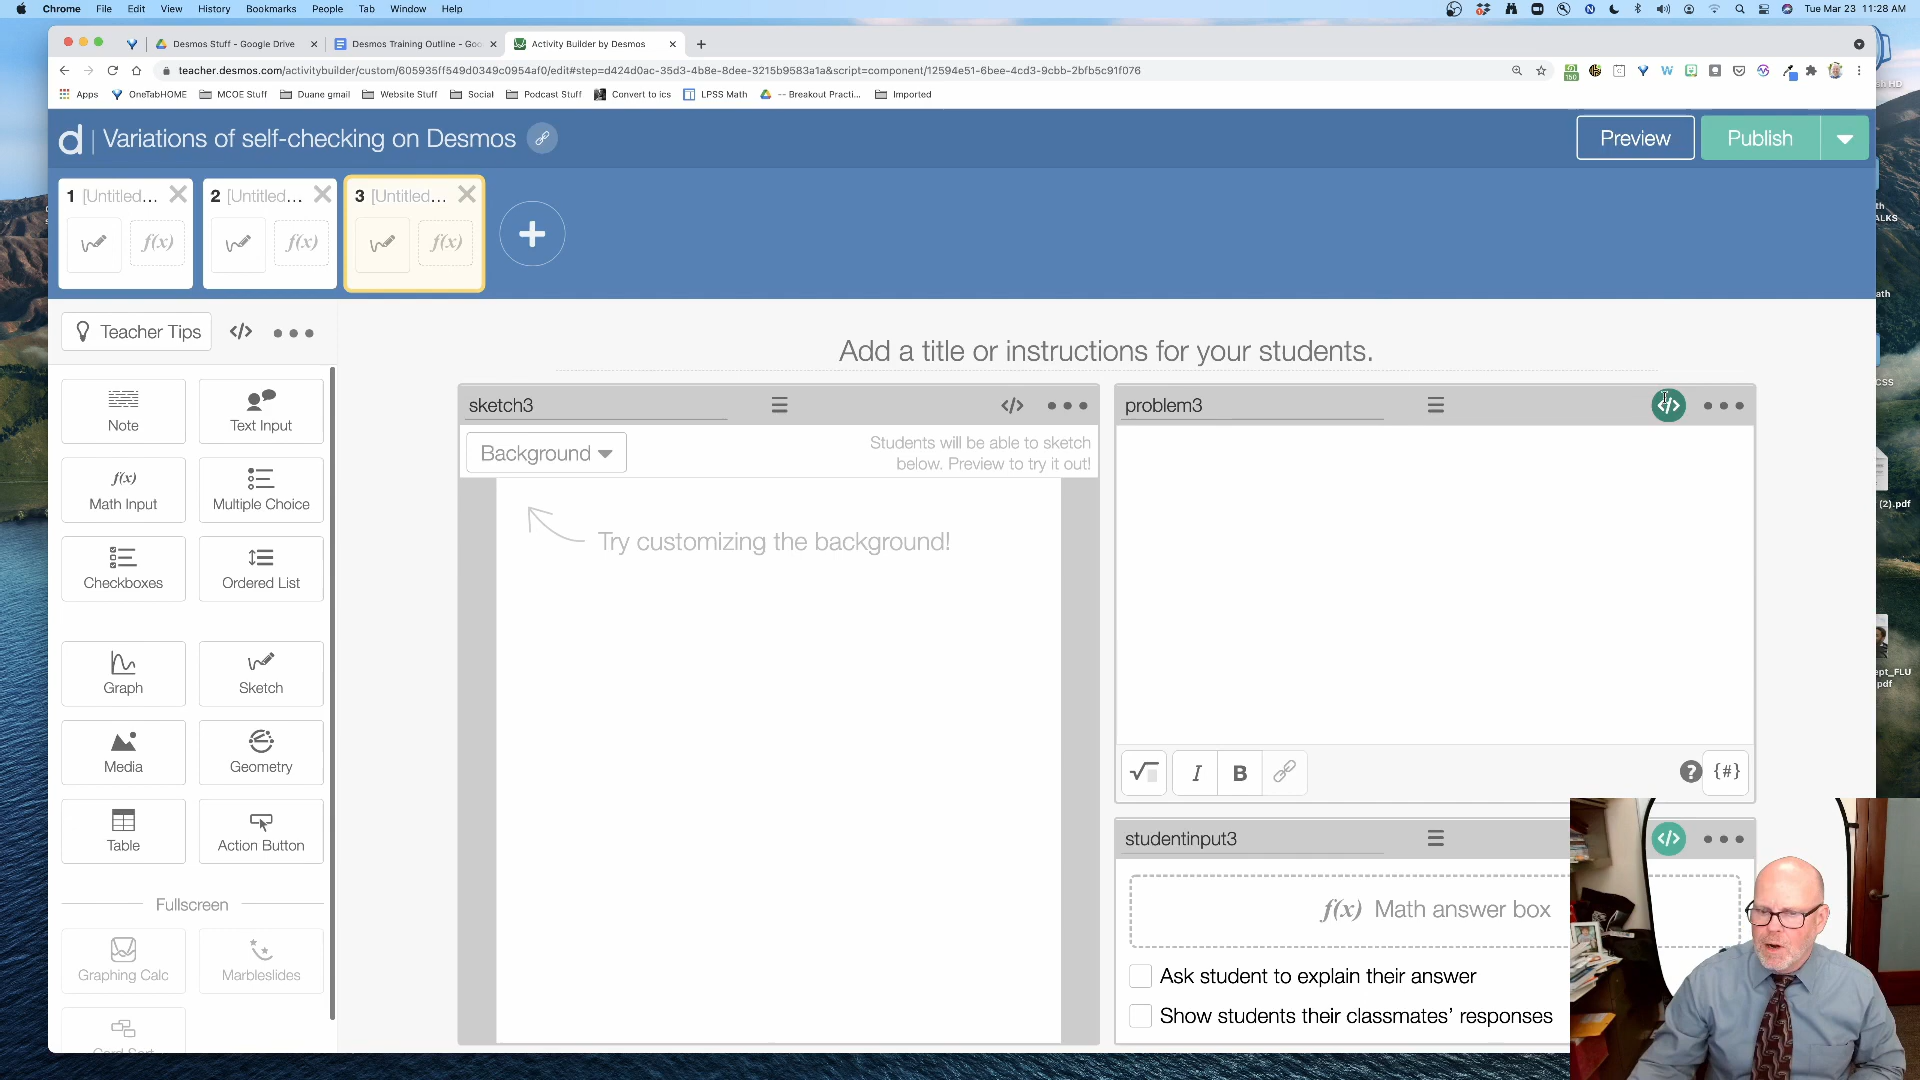 Chrome File Edit View History Bookmarks People Tab Window Help Tue Mar 23 11:28 AM
Desmos Stuff - Google Drive Desmos Training Outline - Goo Activity Builder by Desmos
teacher.desmos.com/activitybuilder/custom/605935ff549d0349c0954af0/edit#step=d424d0ac-35d3-4b8e-8dee-3215b9583a1a&script=component/12594e51-6bee-4cd3-9cbb-2bfb5c91f076
Apps OneTabHOME MCOE Stuff Duane gmail Website Stuff Social Podcast Stuff Convert to ics LPSS Math -- Breakout Practi... Imported
d | Variations of self-checking on Desmos Preview Publish
1 [Untitled... 2 [Untitled... 3 [Untitled...
f(x) f(x) f(x)
Teacher Tips </>
Add a title or instructions for your students.
Note Text Input
f(x)
Math Input Multiple Choice
Checkboxes Ordered List
Graph Sketch
Media Geometry
Table Action Button
Fullscreen
Graphing Calc Marbleslides
sketch3 </>
Background
Students will be able to sketch
below. Preview to try it out!
Try customizing the background!
problem3 </>
I B ? {#}
studentinput3 </>
f(x) Math answer box
Ask student to explain their answer
Show students their classmates' responses
(2).pdf